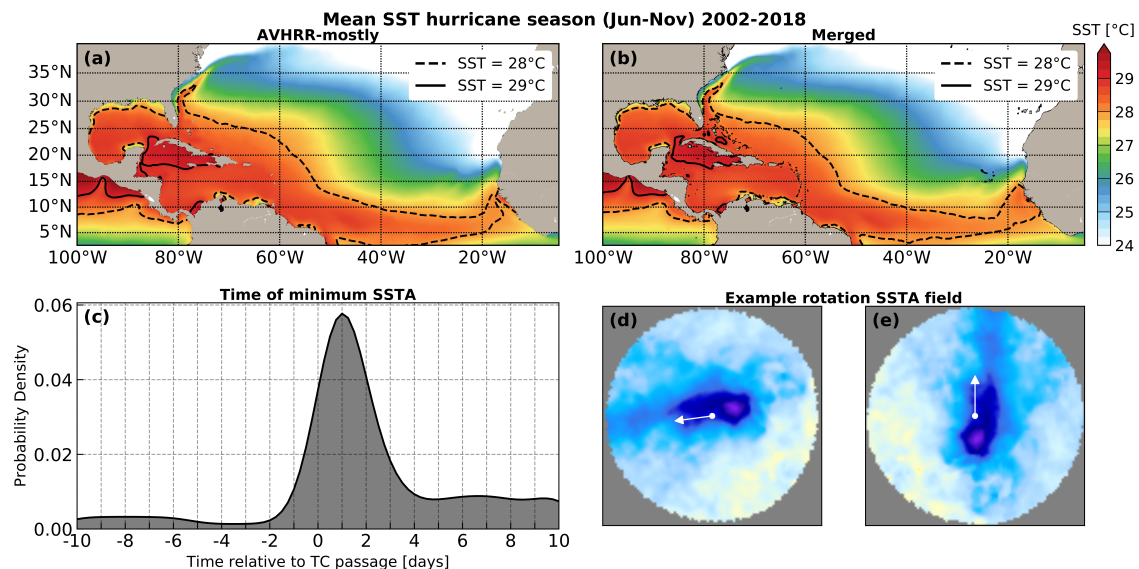 Mean SST hurricane season (Jun-Nov) 2002-2018
AVHRR-mostly
Merged
SST [°C]
(a)
SST = 28°C
SST = 29°C
35°N
30°N
25°N
20°N
15°N
10°N
5°N
100°W 80°W 60°W 40°W 20°W
(b)
SST = 28°C
SST = 29°C
100°W 80°W 60°W 40°W 20°W
29
28
27
26
25
24
Time of minimum SSTA
(c)
Probability Density
0.06
0.04
0.02
0.00
-10 -8 -6 -4 -2 0 2 4 6 8 10
Time relative to TC passage [days]
Example rotation SSTA field
(d)
(e)